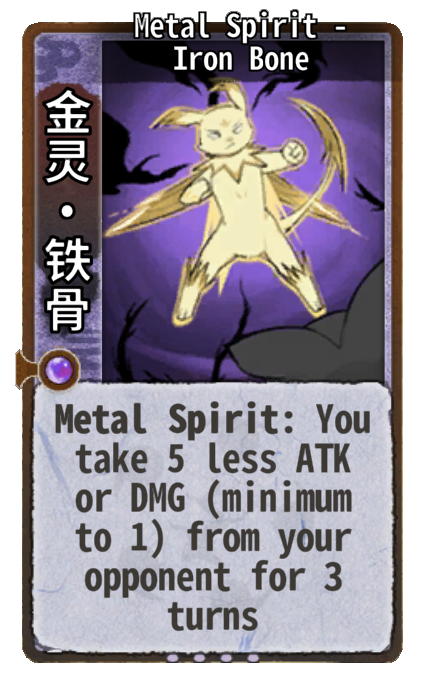 Metal Spirit -
Iron Bone
金灵·铁骨
Metal Spirit: You
take 5 less ATK
or DMG (minimum
to 1) from your
opponent for 3
turns